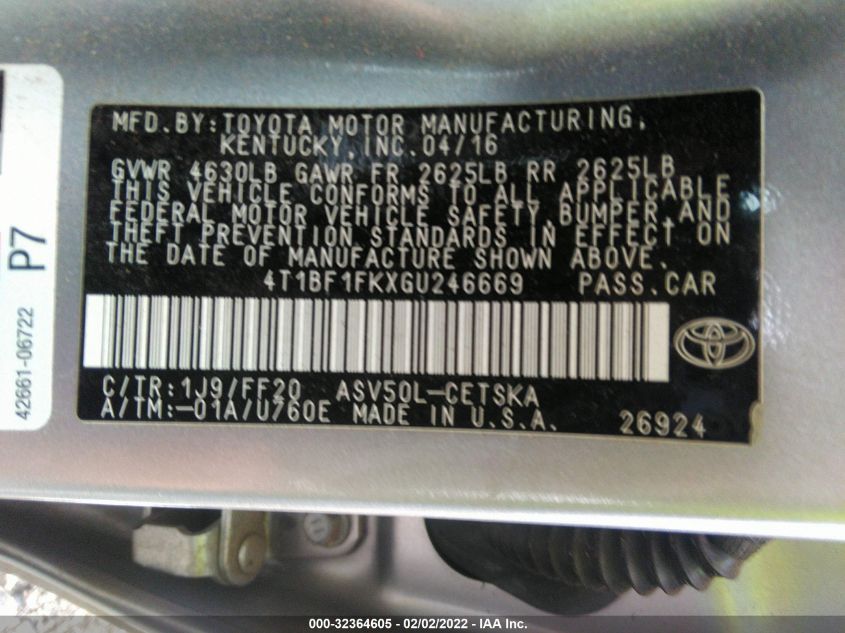 MFD.BY:TOYOTA MOTOR MANUFACTURING,
KENTUCKY,INC.04/16
GVWR 4630LB GAWR FR 2625LB RR 2625LB
THIS VEHICLE CONFORMS TO ALL APPLICABLE
FEDERAL MOTOR VEHICLE SAFETY,BUMPER,AND
THEFT PREVENTION STANDARDS IN EFFECT ON
THE DATE OF MANUFACTURE SHOWN ABOVE.
4T1BF1FKXGU246669 PASS.CAR
C/TR:1J9/FF20 ASV50L-CETSKA
A/TM:-01A/U760E MADE IN U.S.A.
26924
P7
42661-06722
000-32364605 - 02/02/2022 - IAA Inc.